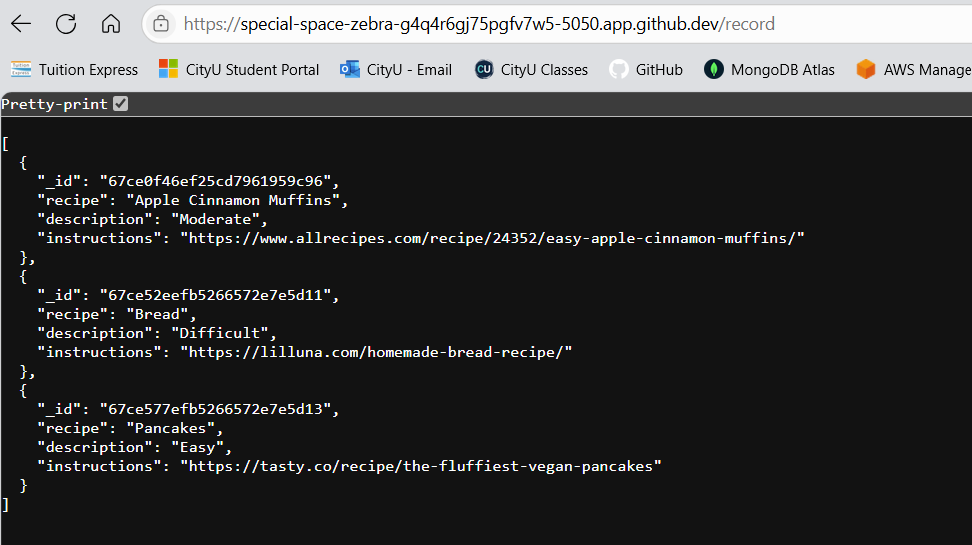 https://special-space-zebra-g4q4r6gj75pgfv7w5-5050.app.github.dev/record
Tuition Express CityU Student Portal CityU - Email CU CityU Classes GitHub MongoDB Atlas AWS Manage
Pretty-print
[
  {
    "_id": "67ce0f46ef25cd7961959c96",
    "recipe": "Apple Cinnamon Muffins",
    "description": "Moderate",
    "instructions": "https://www.allrecipes.com/recipe/24352/easy-apple-cinnamon-muffins/"
  },
  {
    "_id": "67ce52eefb5266572e7e5d11",
    "recipe": "Bread",
    "description": "Difficult",
    "instructions": "https://lilluna.com/homemade-bread-recipe/"
  },
  {
    "_id": "67ce577efb5266572e7e5d13",
    "recipe": "Pancakes",
    "description": "Easy",
    "instructions": "https://tasty.co/recipe/the-fluffiest-vegan-pancakes"
  }
]